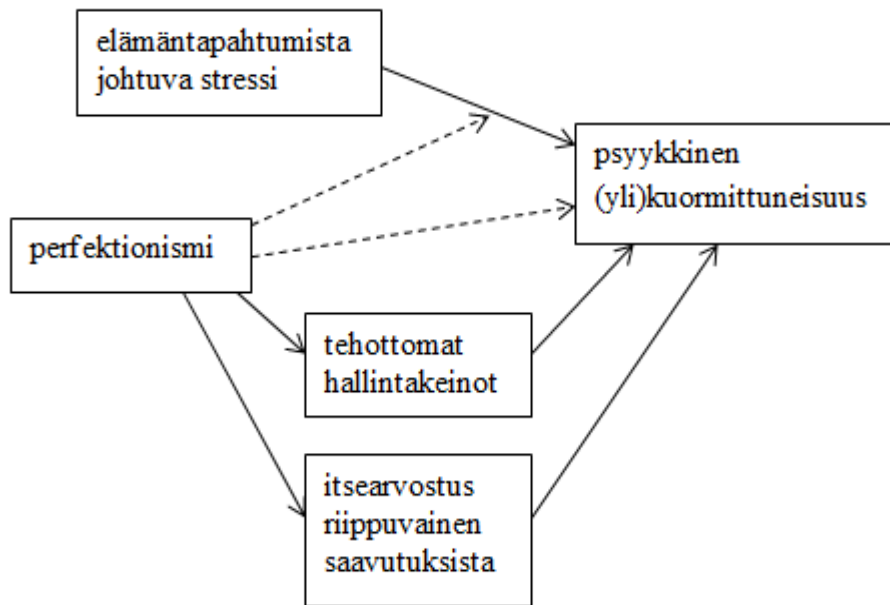 elämäntapahtumista
johtuva stressi
psyykkinen
(yli)kuormittuneisuus
perfektionismi
tehottomat
hallintakeinot
itsearvostus
riippuvainen
saavutuksista